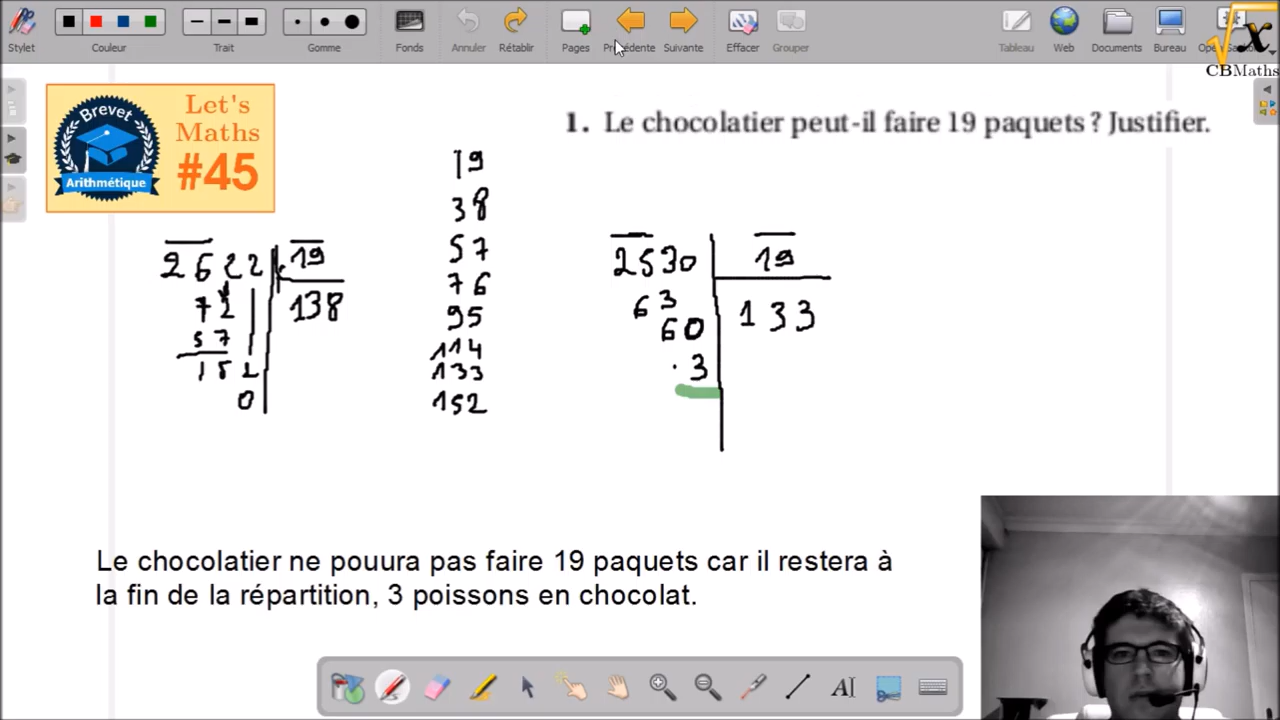 Stylet Couleur Trait Gomme Fonds Annuler Rétablir Pages Précédente Suivante Effacer Grouper Tableau Web Documents Bureau
CBMaths
Brevet
Arithmétique
Let's
Maths
#45
1. Le chocolatier peut-il faire 19 paquets ? Justifier.
19
38
57
76
95
114
133
152
2622 19
72 138
57
152
0
2530 19
63 133
60
3
Le chocolatier ne pouura pas faire 19 paquets car il restera à
la fin de la répartition, 3 poissons en chocolat.